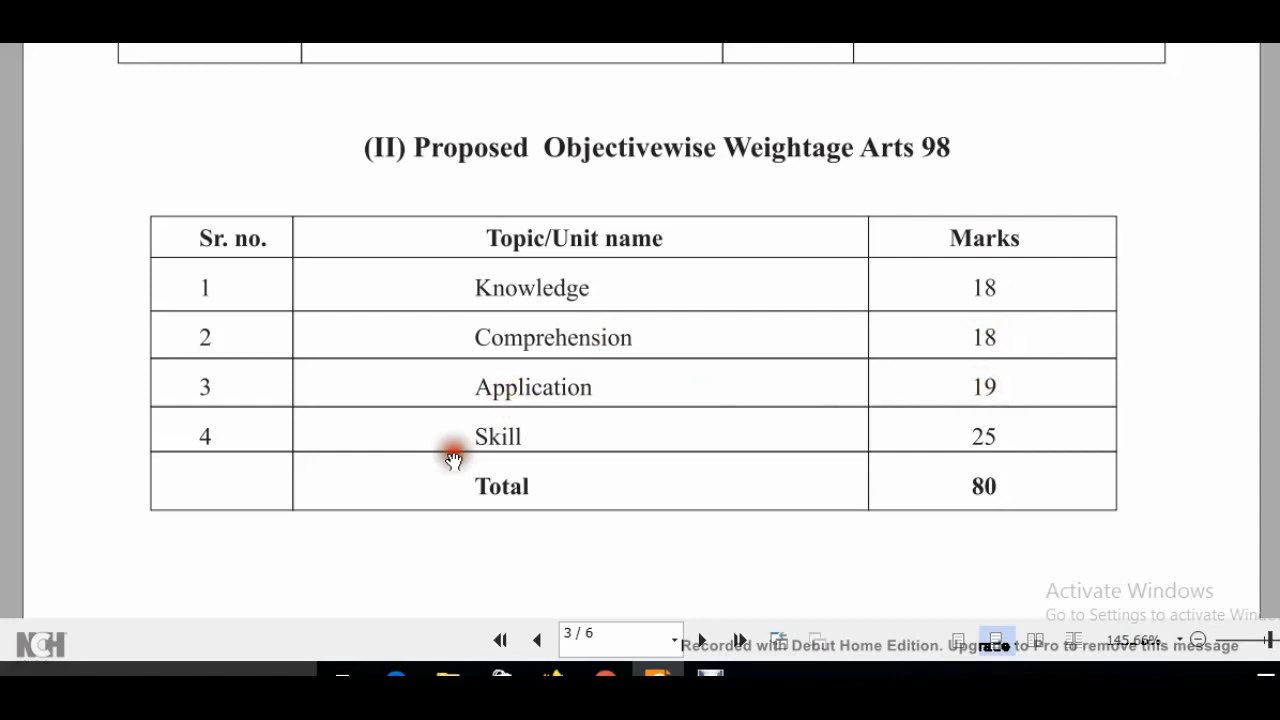 (II) Proposed Objectivewise Weightage Arts 98
Sr. no. Topic/Unit name Marks
1 Knowledge 18
2 Comprehension 18
3 Application 19
4 Skill 25
Total 80
Activate Windows
Go to Settings to activate Win
NCH
3 / 6
145.66%
Recorded with Debut Home Edition. Upgrade to Pro to remove this message